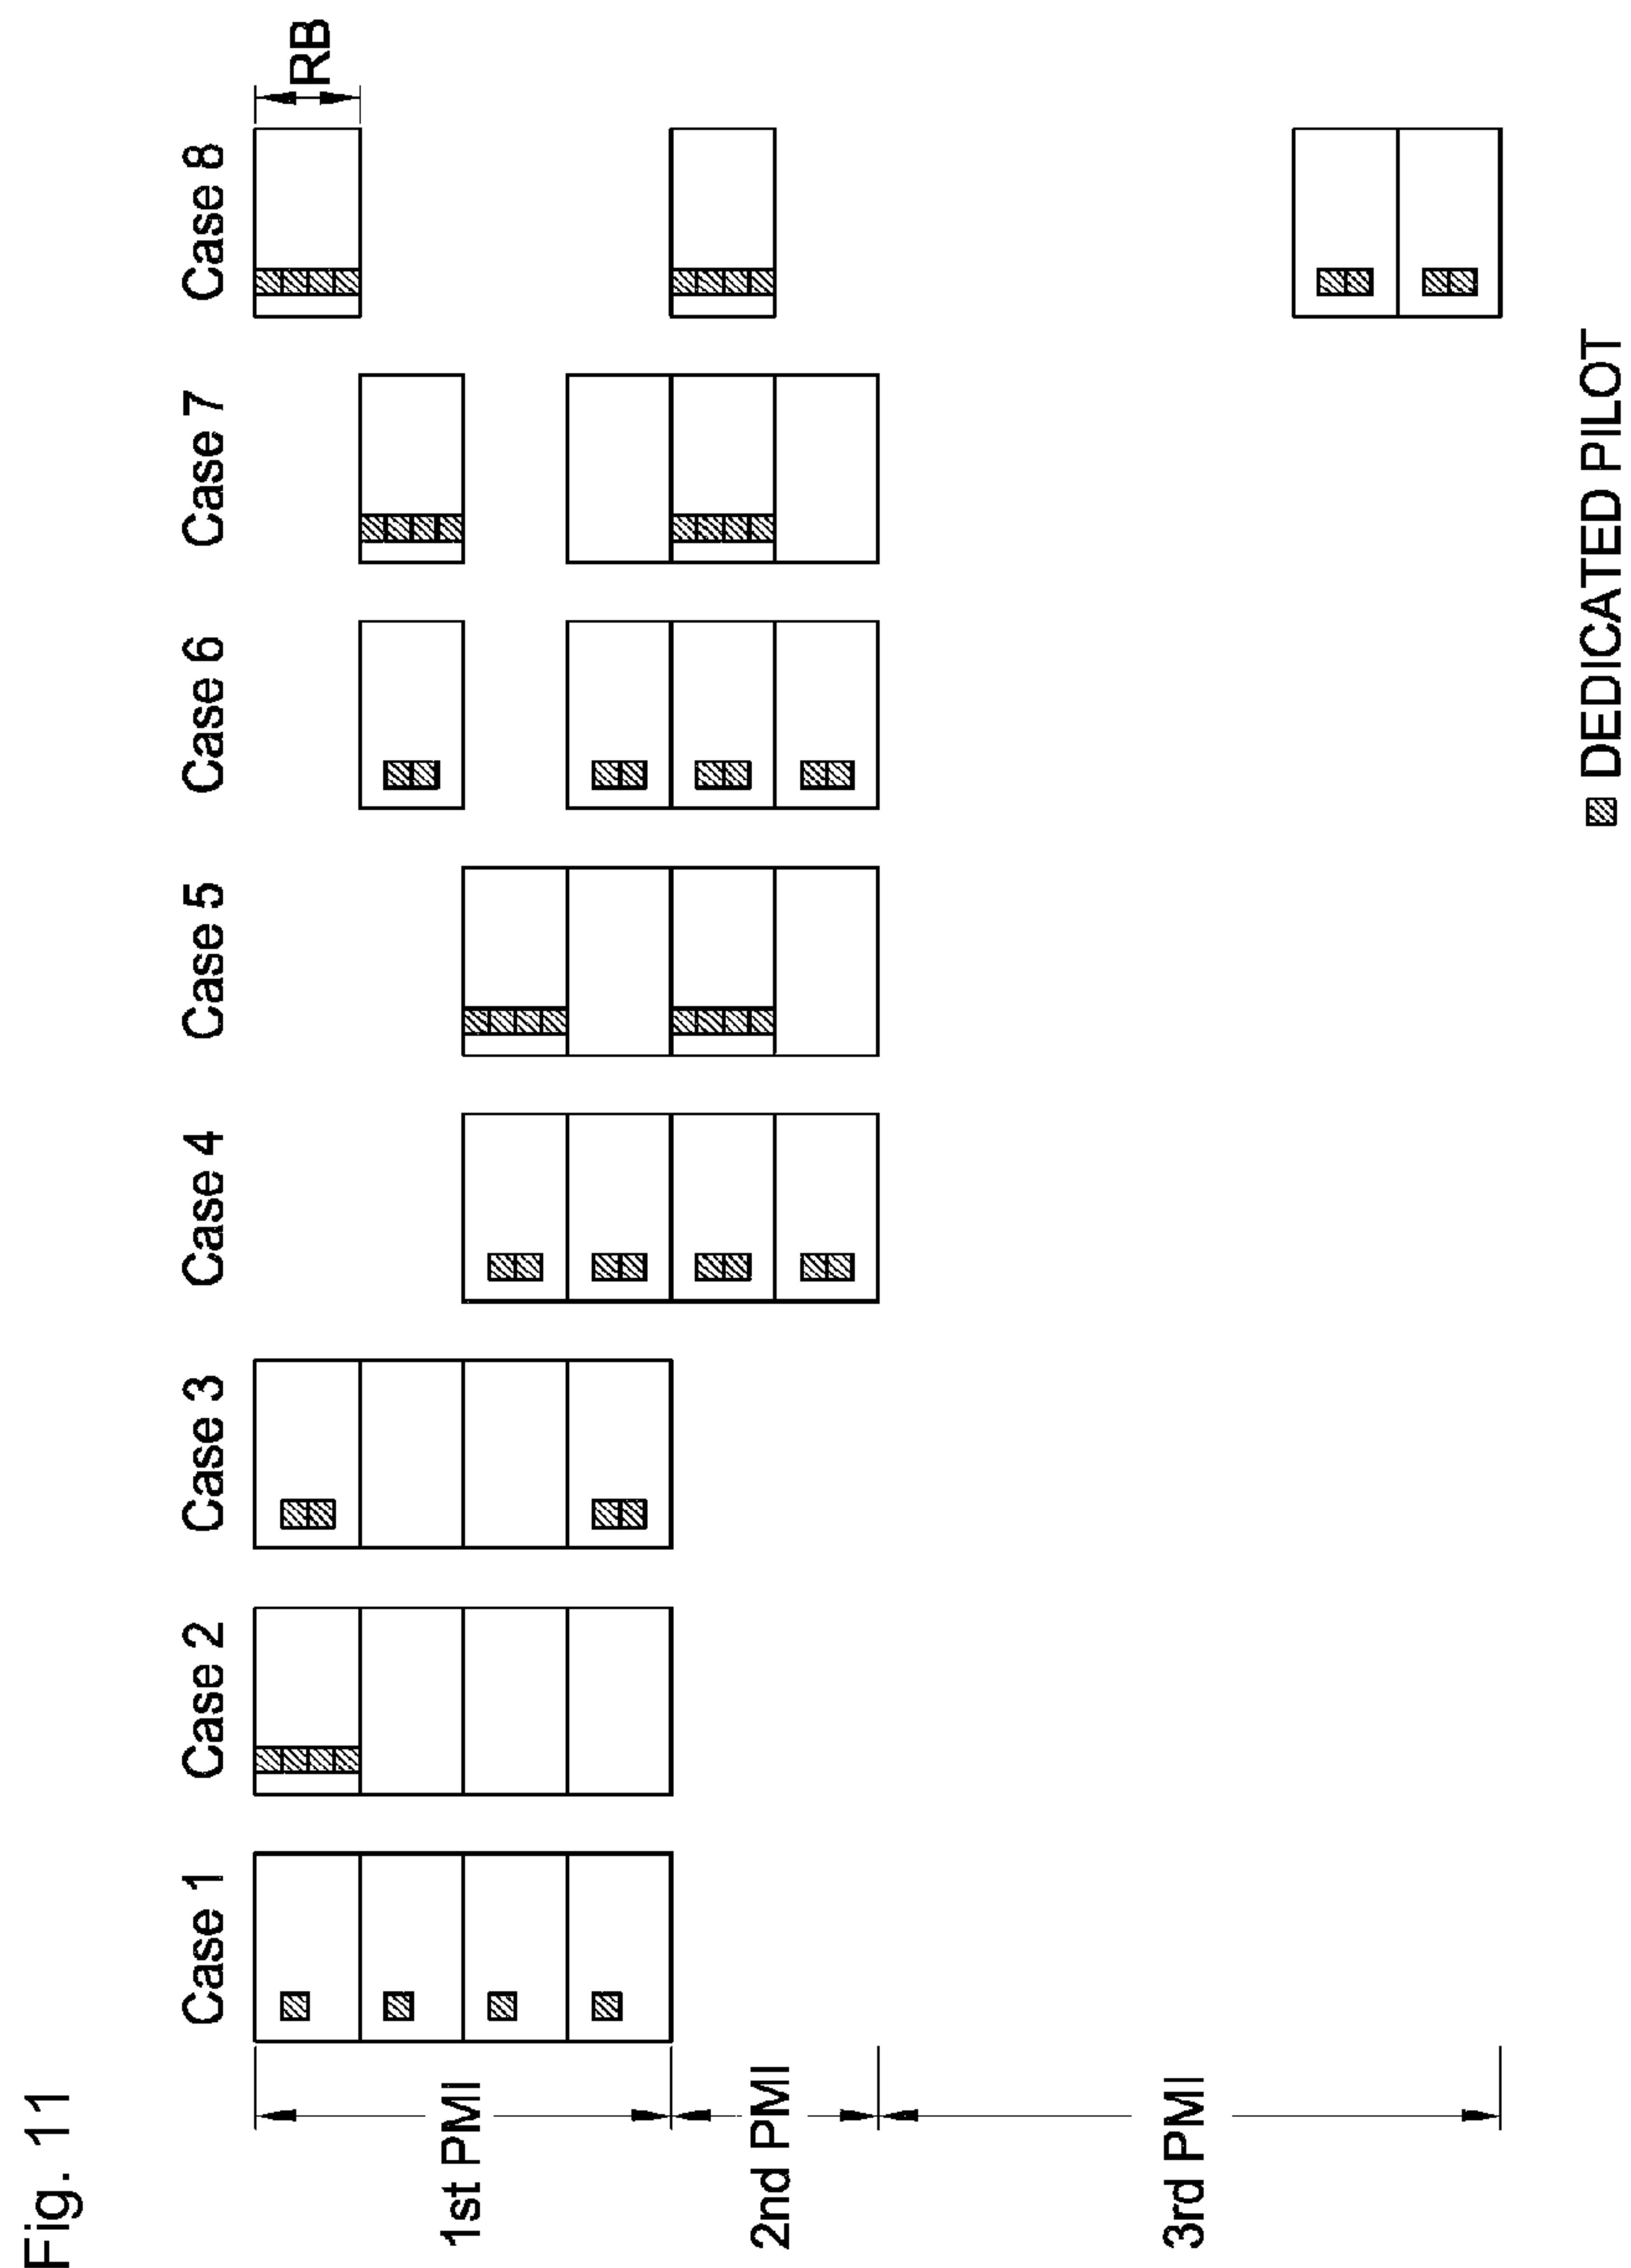 Fig. 11
Case 1
Case 2
Case 3
Case 4
Case 5
Case 6
Case 7
Case 8
RB
1st PMI
2nd PMI
3rd PMI
DEDICATED PILOT